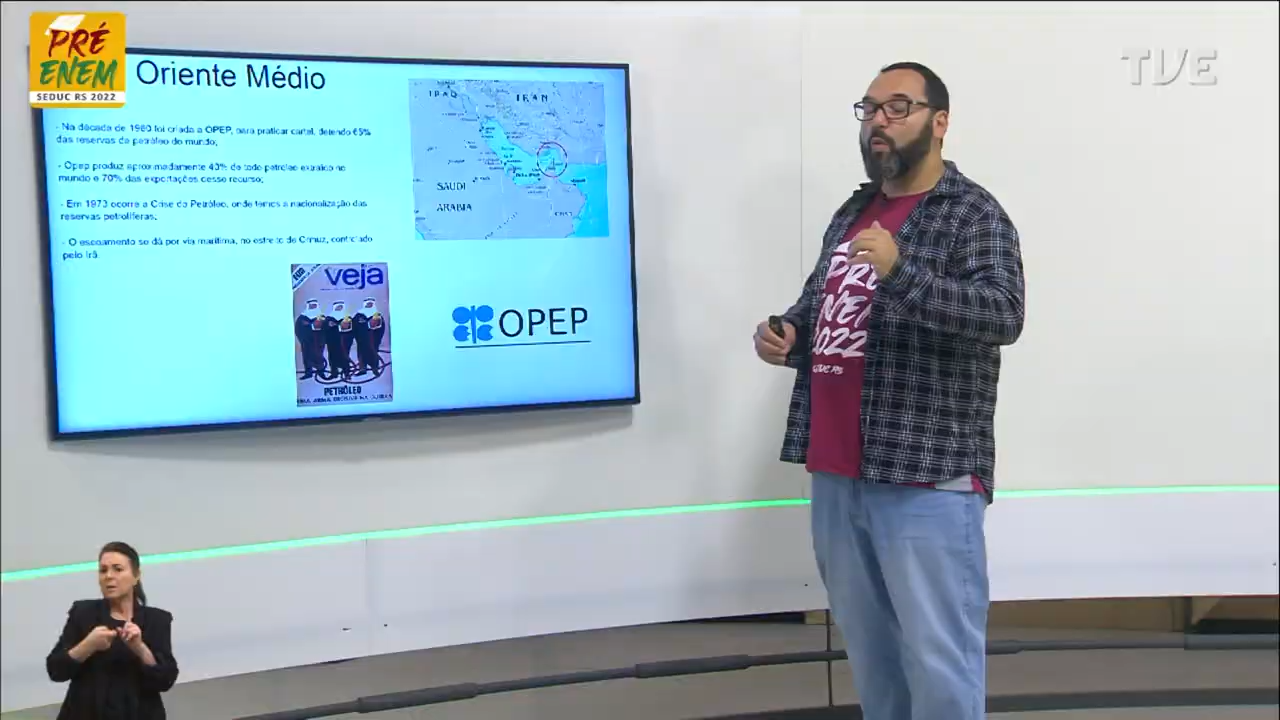 PRÉ
ENEM
SEDUC RS 2022
TVE
Oriente Médio
- Na década de 1960 foi criada a OPEP, para praticar cartel, detendo 65%
das reservas de petróleo do mundo;
- Opep produz aproximadamente 43% de todo petróleo extraído no
mundo e 70% das exportações desse recurso;
- Em 1973 ocorre a Crise do Petróleo, onde temos a nacionalização das
reservas petrolíferas.
- O escoamento se dá por via marítima, no estreito de Ormuz, controlado
pelo Irã.
IRAQ
IRAN
SAUDI
ARABIA
veja
PETRÓLEO
OPEP
PRÉ
ENEM
2022
SEDUC RS